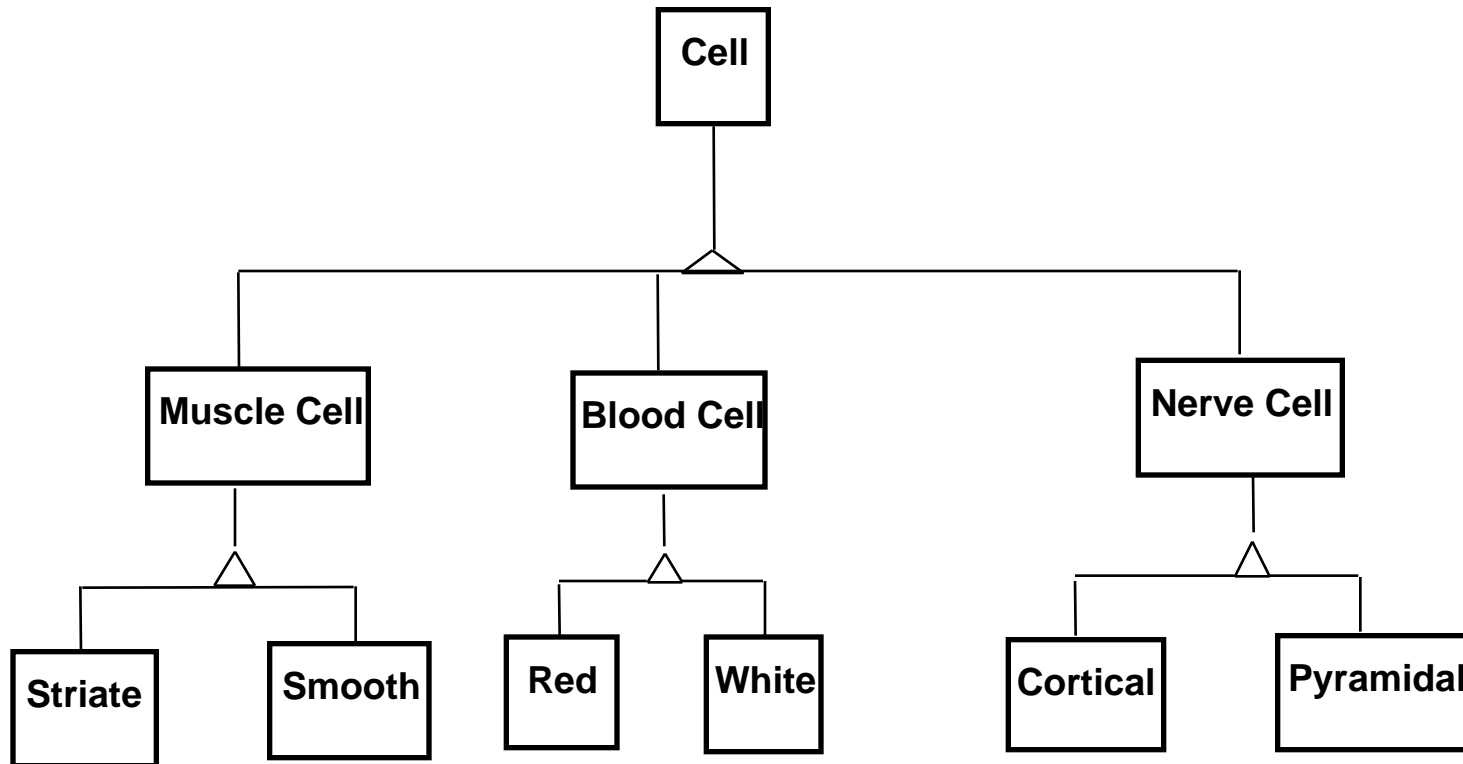 Cell
Muscle Cell
Blood Cell
Nerve Cell
Striate
Smooth
Red
White
Cortical
Pyramidal